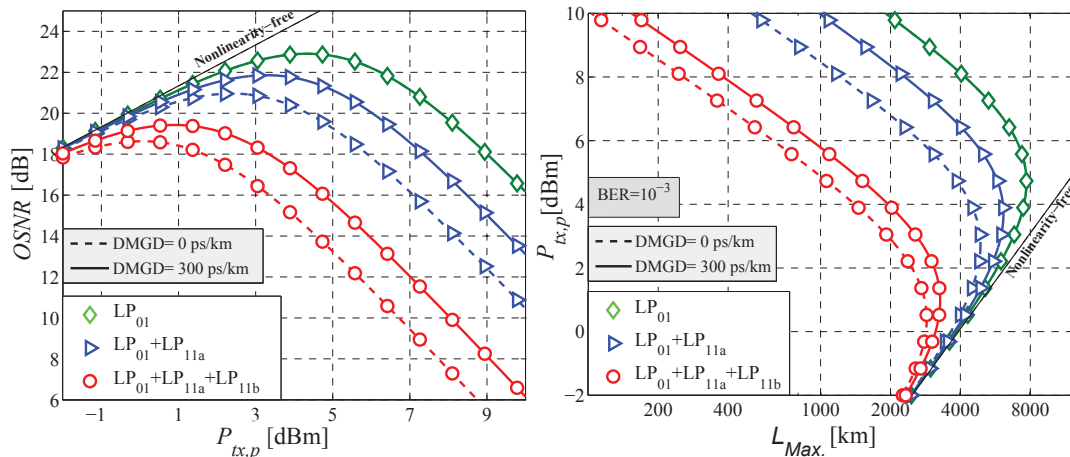 24
22
20
18
16
14
12
10
8
6
OSNR [dB]
Nonlinearity-free
DMGD= 0 ps/km
DMGD= 300 ps/km
LP01
LP01+LP11a
LP01+LP11a+LP11b
−1 1 3 5 7 9
Ptx,p [dBm]
10
8
6
4
2
0
−2
Ptx,p [dBm]
BER=10−3
DMGD= 0 ps/km
DMGD= 300 ps/km
Nonlinearity-free
LP01
LP01+LP11a
LP01+LP11a+LP11b
200 400 1000 2000 4000 8000
LMax. [km]